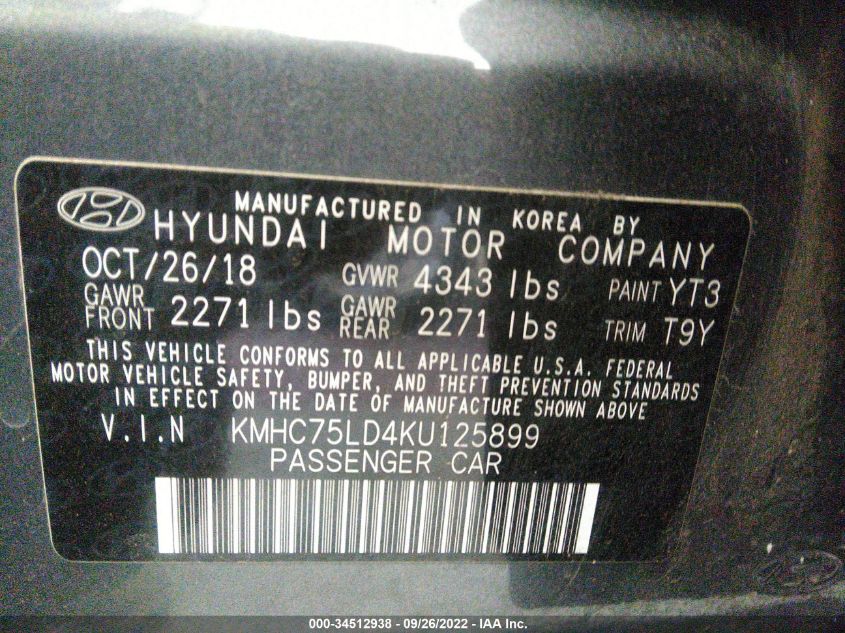 MANUFACTURED IN KOREA BY
HYUNDAI MOTOR COMPANY
OCT/26/18 GVWR 4343 lbs PAINT YT3
GAWR FRONT 2271 lbs GAWR REAR 2271 lbs TRIM T9Y
THIS VEHICLE CONFORMS TO ALL APPLICABLE U.S.A. FEDERAL
MOTOR VEHICLE SAFETY, BUMPER, AND THEFT PREVENTION STANDARDS
IN EFFECT ON THE DATE OF MANUFACTURE SHOWN ABOVE
V.I.N KMHC75LD4KU125899
PASSENGER CAR
000-34512938 - 09/26/2022 - IAA Inc.